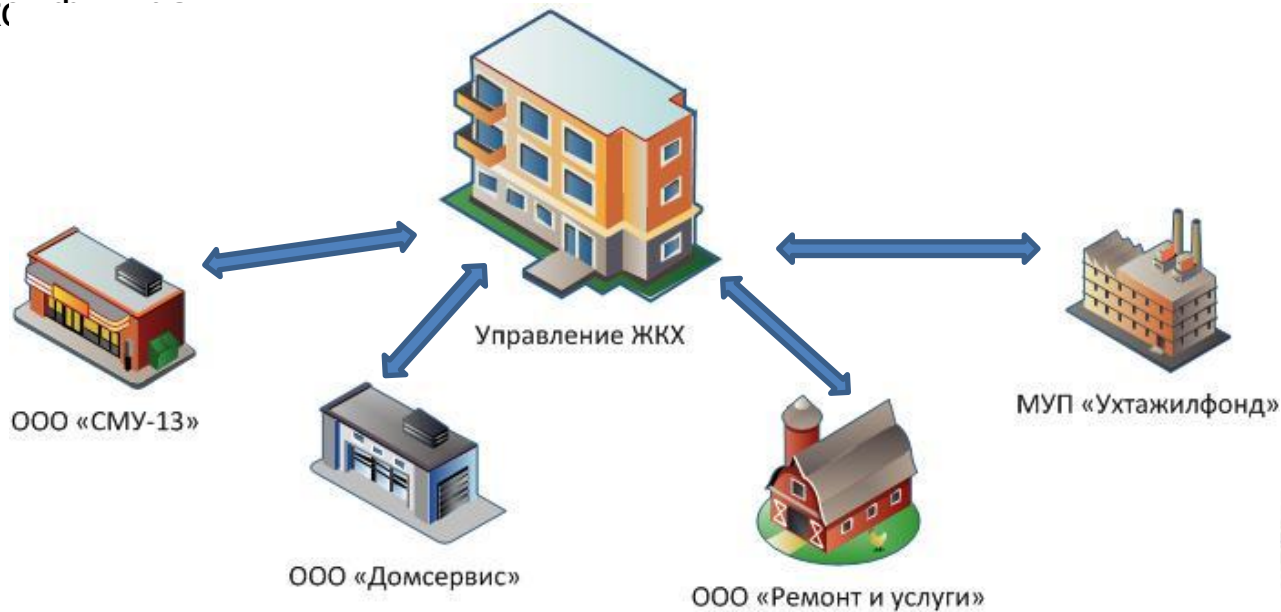 Управление ЖКХ
ООО «СМУ-13»
МУП «Ухтажилфонд»
ООО «Домсервис»
ООО «Ремонт и услуги»